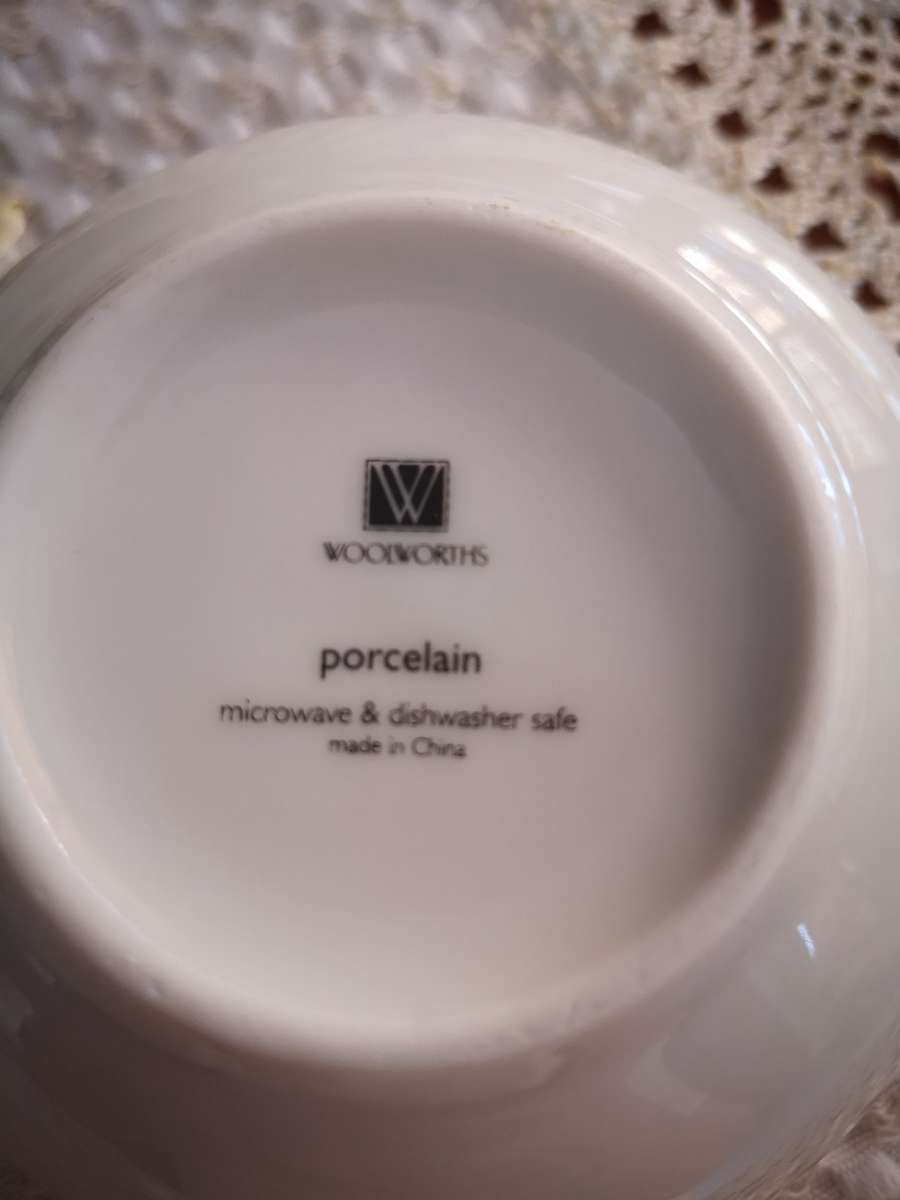 W
WOOLWORTHS
porcelain
microwave & dishwasher safe
made in China